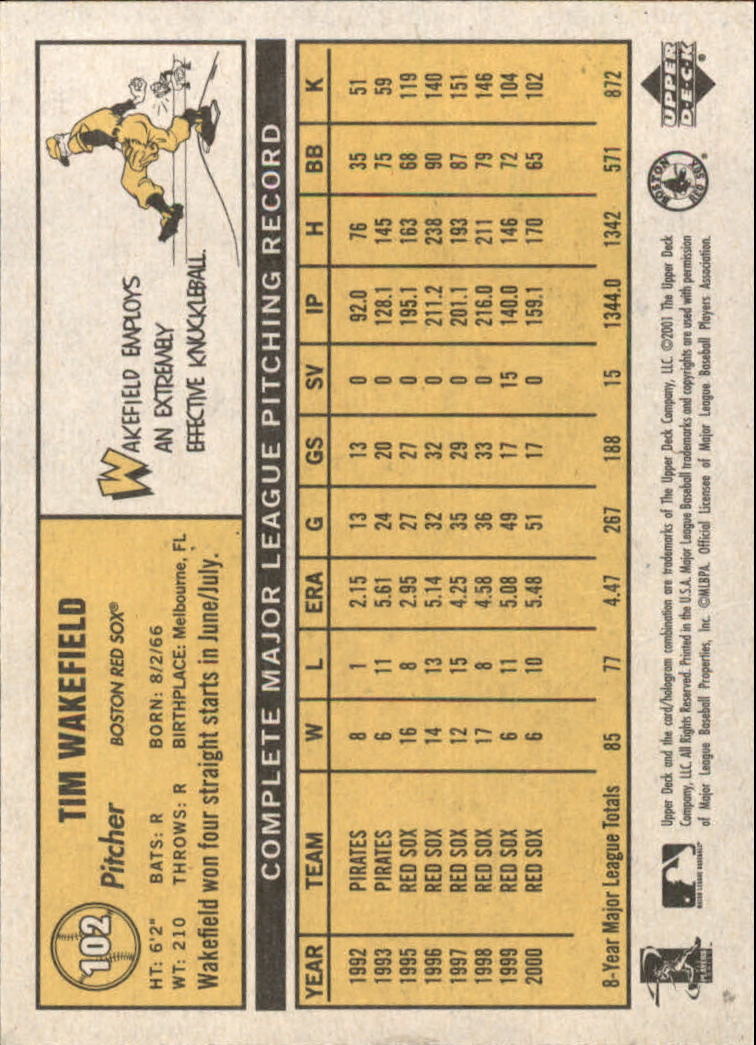 102
TIM WAKEFIELD
Pitcher BOSTON RED SOX®
HT: 6'2" BATS: R BORN: 8/2/66
WT: 210 THROWS: R BIRTHPLACE: Melbourne, FL
Wakefield won four straight starts in June/July.
WAKEFIELD EMPLOYS
AN EXTREMELY
EFFECTIVE KNUCKLEBALL.
COMPLETE MAJOR LEAGUE PITCHING RECORD
YEAR TEAM W L ERA G GS SV IP H BB K
1992 PIRATES 8 1 2.15 13 13 0 92.0 76 35 51
1993 PIRATES 6 11 5.61 24 20 0 128.1 145 75 59
1995 RED SOX 16 8 2.95 27 27 0 195.1 163 68 119
1996 RED SOX 14 13 5.14 32 32 0 211.2 238 90 140
1997 RED SOX 12 15 4.25 35 29 0 201.1 193 87 151
1998 RED SOX 17 8 4.58 36 33 0 216.0 211 79 146
1999 RED SOX 6 11 5.08 49 17 15 140.0 146 72 104
2000 RED SOX 6 10 5.48 51 17 0 159.1 170 65 102
8-Year Major League Totals 85 77 4.47 267 188 15 1344.0 1342 571 872
PLAYERS
MAJOR LEAGUE BASEBALL
Upper Deck and the card/hologram combination are trademarks of The Upper Deck Company, LLC. ©2001 The Upper Deck
Company, LLC. All Rights Reserved. Printed in the U.S.A. Major League Baseball trademarks and copyrights are used with permission
of Major League Baseball Properties, Inc. ©MLBPA. Official Licensee of Major League Baseball Players Association.
BOSTON RED SOX ®
UPPER DECK ®